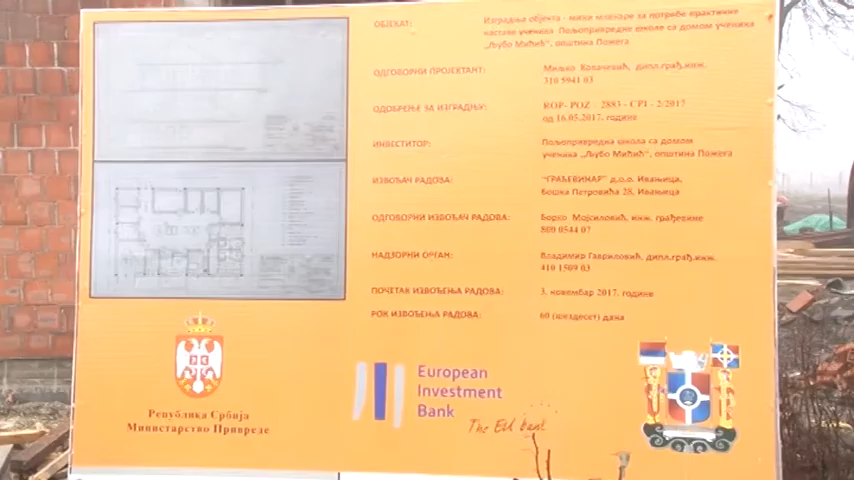 ОБЈЕКАТ: Изградња објекта - мини млекаре за потребе практичне
наставе ученика Пољопривредне школе са домом ученика
„Љубо Мићић“, општина Пожега.
ОДГОВОРНИ ПРОЈЕКТАНТ: Миљко Ковачевић, дипл.грађ.инж.
310 5941 03
ОДОБРЕЊЕ ЗА ИЗГРАДЊУ: ROP- POZ - 2883 - CPI - 2/2017
од 16.05.2017. године
ИНВЕСТИТОР: Пољопривредна школа са домом
ученика „Љубо Мићић“, општина Пожега
ИЗВОЂАЧ РАДОВА: “ГРАЂЕВИНАР” д.о.о. Ивањица,
Бошка Петровића 28, Ивањица
ОДГОВОРНИ ИЗВОЂАЧ РАДОВА: Борко Мојсиловић, инж. грађевине
800 0544 07
НАДЗОРНИ ОРГАН: Владимир Гавриловић, дипл.грађ.инж.
410 1509 03
ПОЧЕТАК ИЗВОЂЕЊА РАДОВА: 3. новембар 2017. године
РОК ИЗВОЂЕЊА РАДОВА: 60 (шездесет) дана
Република Србија
Министарство Привреде
European
Investment
Bank
The EU bank